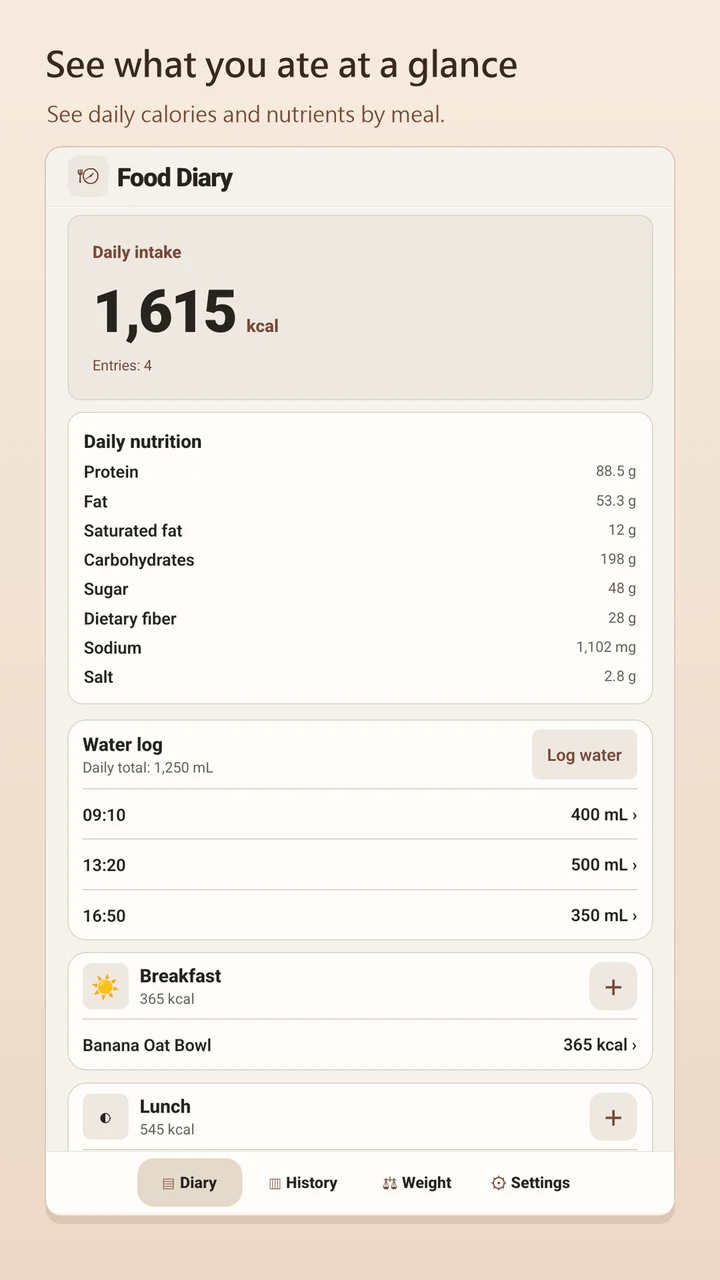 See what you ate at a glance
See daily calories and nutrients by meal.
Food Diary
Daily intake
1,615 kcal
Entries: 4
Daily nutrition
Protein 88.5 g
Fat 53.3 g
Saturated fat 12 g
Carbohydrates 198 g
Sugar 48 g
Dietary fiber 28 g
Sodium 1,102 mg
Salt 2.8 g
Water log
Daily total: 1,250 mL
Log water
09:10 400 mL ›
13:20 500 mL ›
16:50 350 mL ›
Breakfast
365 kcal
+
Banana Oat Bowl 365 kcal ›
Lunch
545 kcal
+
Diary History Weight Settings